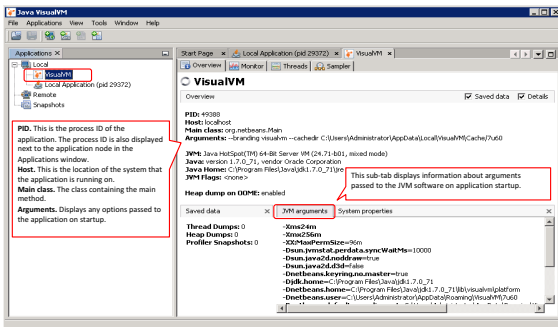 Java VisualVM
File Applications View Tools Window Help
Applications ×
Local
VisualVM
Local Application (pid 29372)
Remote
Snapshots
PID. This is the process ID of the
application. The process ID is also displayed
next to the application node in the
Applications window.
Host. This is the location of the system that
the application is running on.
Main class. The class containing the main
method.
Arguments. Displays any options passed to
the application on startup.
Start Page × Local Application (pid 29372) × VisualVM ×
Overview Monitor Threads Sampler
VisualVM
Overview Saved data Details
PID: 49388
Host: localhost
Main class: org.netbeans.Main
Arguments: --branding visualvm --cachedir C:\Users\Administrator\AppData\Local\VisualVM\Cache/7u60
JVM: Java HotSpot(TM) 64-Bit Server VM (24.71-b01, mixed mode)
Java: version 1.7.0_71, vendor Oracle Corporation
Java Home: C:\Program Files\Java\jdk1.7.0_71\jre
JVM Flags: <none>
Heap dump on OOME: enabled
This sub-tab displays information about arguments
passed to the JVM software on application startup.
Saved data × JVM arguments System properties ×
Thread Dumps: 0
Heap Dumps: 0
Profiler Snapshots: 0
-Xms24m
-Xmx256m
-XX:MaxPermSize=96m
-Dsun.jvmstat.perdata.syncWaitMs=10000
-Dsun.java2d.noddraw=true
-Dsun.java2d.d3d=false
-Dnetbeans.keyring.no.master=true
-Djdk.home=C:\Program Files\Java\jdk1.7.0_71
-Dnetbeans.home=C:\Program Files\Java\jdk1.7.0_71\lib\visualvm\platform
-Dnetbeans.user=C:\Users\Administrator\AppData\Roaming\VisualVM\7u60